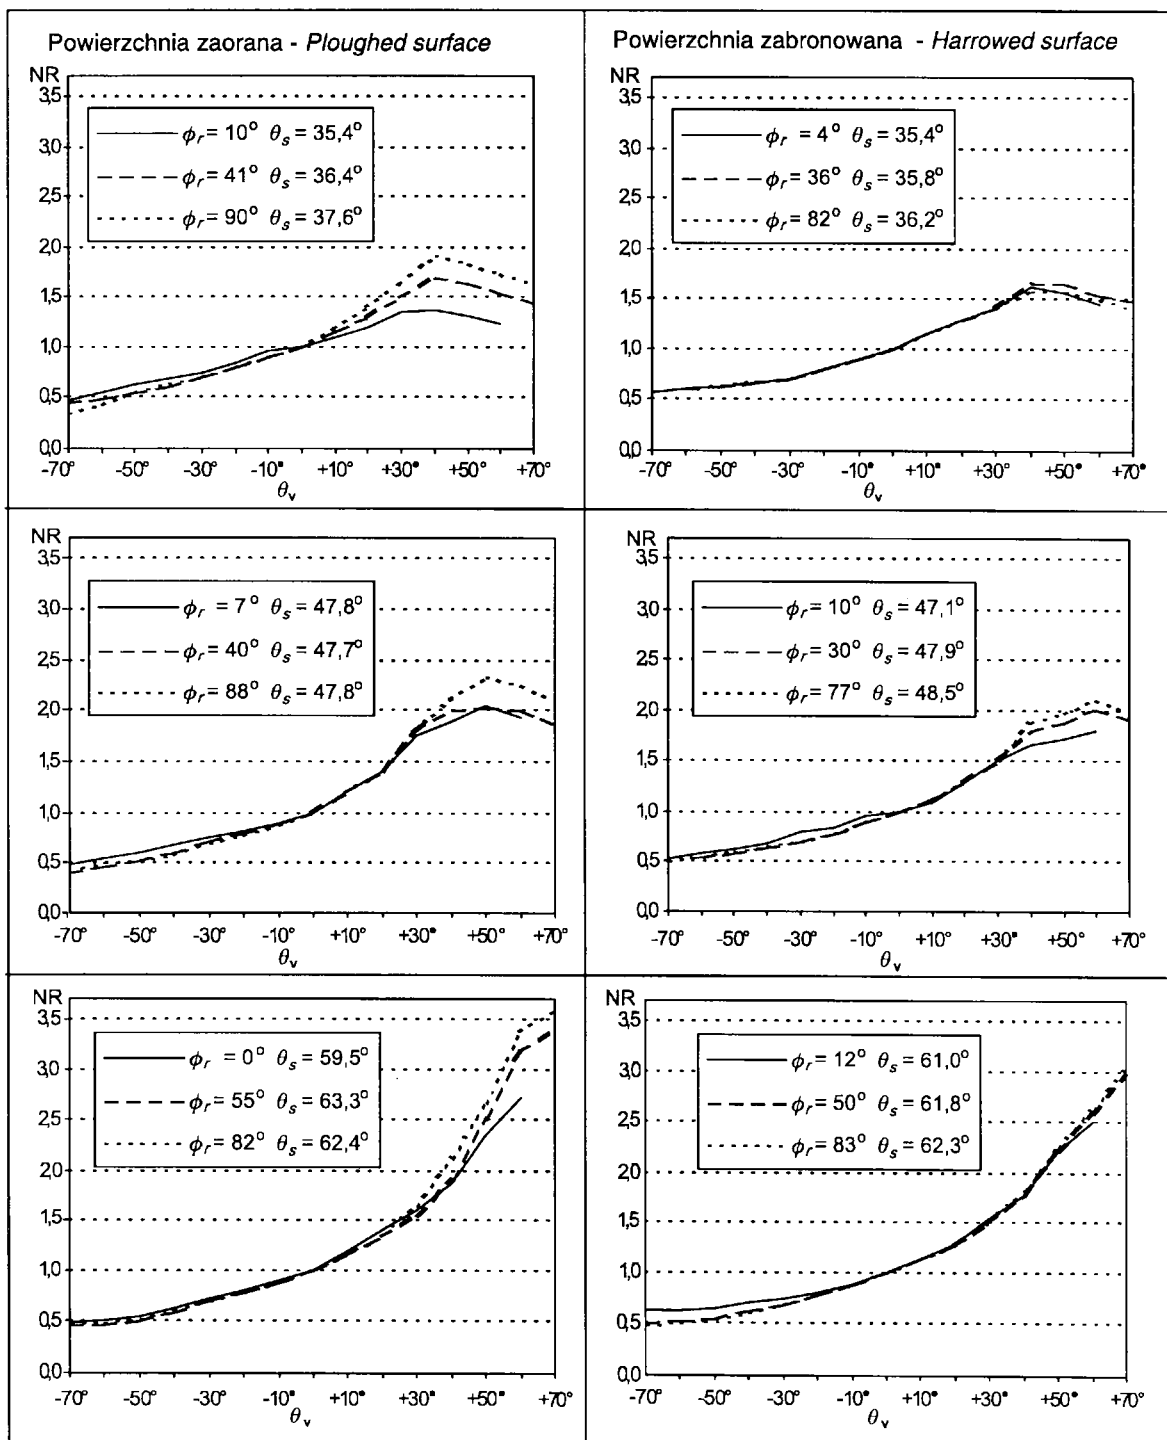 Powierzchnia zaorana - Ploughed surface
NR
3,5
3,0
2,5
2,0
1,5
1,0
0,5
0,0
ϕr = 10° θs = 35,4°
ϕr = 41° θs = 36,4°
ϕr = 90° θs = 37,6°
-70° -50° -30° -10° +10° +30° +50° +70°
θv
Powierzchnia zabronowana - Harrowed surface
NR
3,5
3,0
2,5
2,0
1,5
1,0
0,5
0,0
ϕr = 4° θs = 35,4°
ϕr = 36° θs = 35,8°
ϕr = 82° θs = 36,2°
-70° -50° -30° -10° +10° +30° +50° +70°
θv
NR
3,5
3,0
2,5
2,0
1,5
1,0
0,5
0,0
ϕr = 7° θs = 47,8°
ϕr = 40° θs = 47,7°
ϕr = 88° θs = 47,8°
-70° -50° -30° -10° +10° +30° +50° +70°
θv
NR
3,5
3,0
2,5
2,0
1,5
1,0
0,5
0,0
ϕr = 10° θs = 47,1°
ϕr = 30° θs = 47,9°
ϕr = 77° θs = 48,5°
-70° -50° -30° -10° +10° +30° +50° +70°
θv
NR
3,5
3,0
2,5
2,0
1,5
1,0
0,5
0,0
ϕr = 0° θs = 59,5°
ϕr = 55° θs = 63,3°
ϕr = 82° θs = 62,4°
-70° -50° -30° -10° +10° +30° +50° +70°
θv
NR
3,5
3,0
2,5
2,0
1,5
1,0
0,5
0,0
ϕr = 12° θs = 61,0°
ϕr = 50° θs = 61,8°
ϕr = 83° θs = 62,3°
-70° -50° -30° -10° +10° +30° +50° +70°
θv